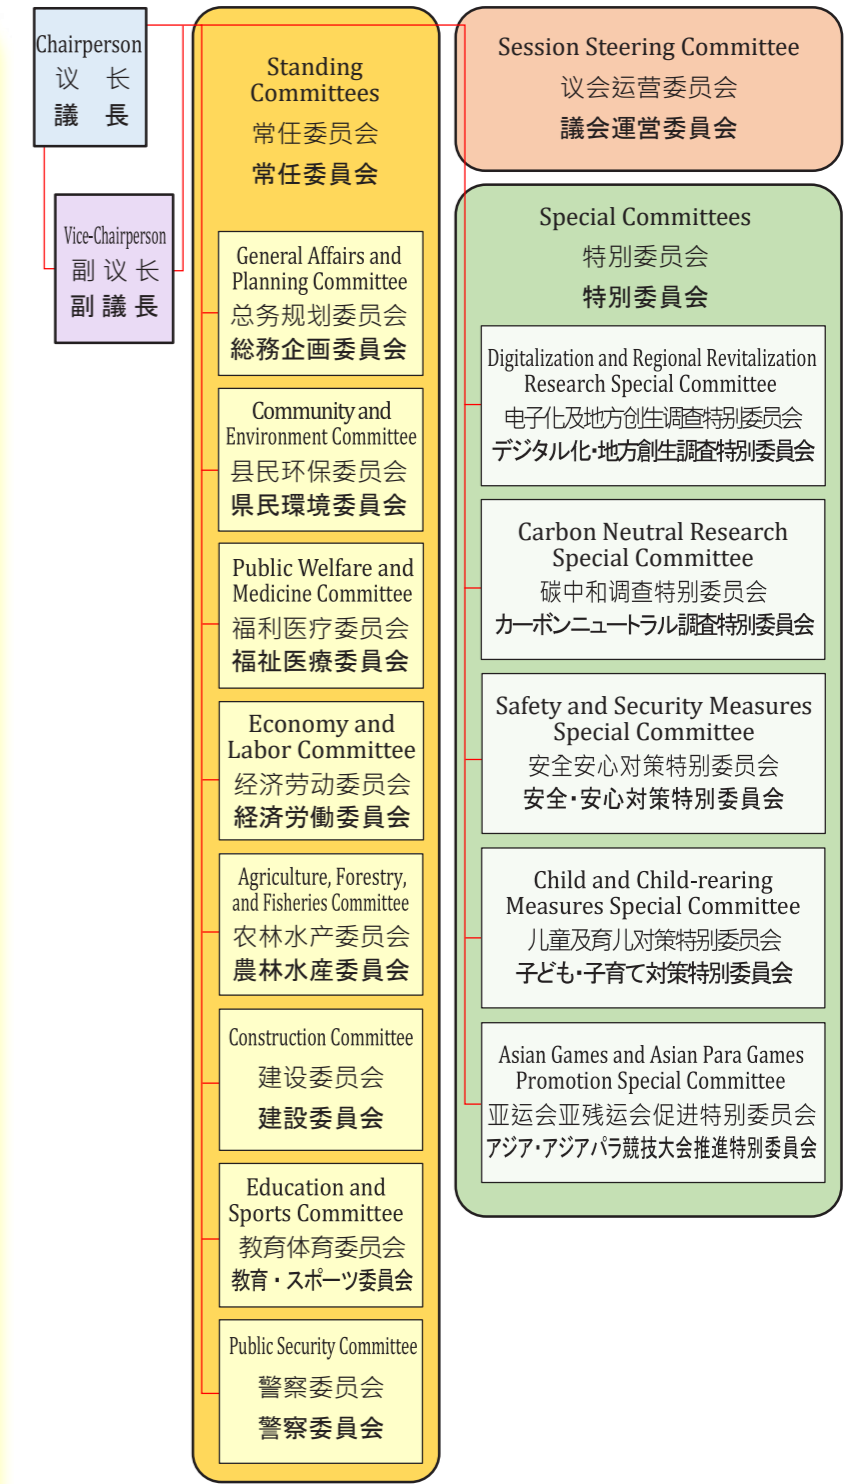 Chairperson
议 长
議 長
Vice-Chairperson
副 议 长
副 議 長
Standing
Committees
常任委员会
常任委員会
General Affairs and
Planning Committee
总务规划委员会
総務企画委員会
Community and
Environment Committee
县民环保委员会
県民環境委員会
Public Welfare and
Medicine Committee
福利医疗委员会
福祉医療委員会
Economy and
Labor Committee
经济劳动委员会
経済労働委員会
Agriculture, Forestry,
and Fisheries Committee
农林水产委员会
農林水産委員会
Construction Committee
建设委员会
建設委員会
Education and
Sports Committee
教育体育委员会
教育・スポーツ委員会
Public Security Committee
警察委员会
警察委員会
Session Steering Committee
议会运营委员会
議会運営委員会
Special Committees
特别委员会
特別委員会
Digitalization and Regional Revitalization
Research Special Committee
电子化及地方创生调查特别委员会
デジタル化・地方創生調査特別委員会
Carbon Neutral Research
Special Committee
碳中和调查特别委员会
カーボンニュートラル調査特別委員会
Safety and Security Measures
Special Committee
安全安心对策特别委员会
安全・安心対策特別委員会
Child and Child-rearing
Measures Special Committee
儿童及育儿对策特别委员会
子ども・子育て対策特別委員会
Asian Games and Asian Para Games
Promotion Special Committee
亚运会亚残运会促进特别委员会
アジア・アジアパラ競技大会推進特別委員会